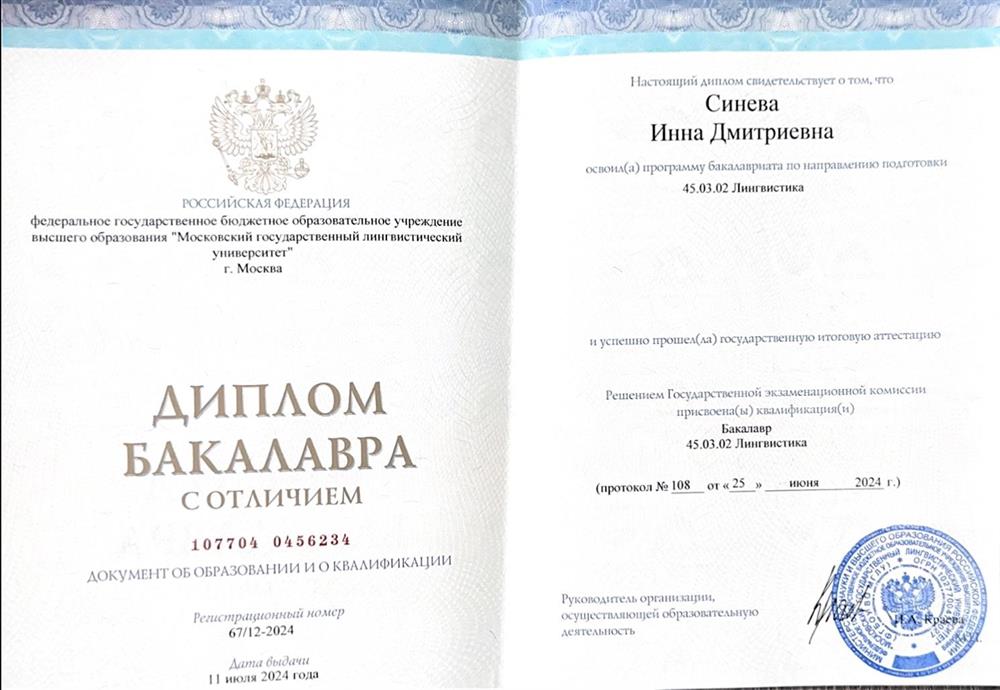 РОССИЙСКАЯ ФЕДЕРАЦИЯ
федеральное государственное бюджетное образовательное учреждение
высшего образования "Московский государственный лингвистический
университет"
г. Москва
ДИПЛОМ
БАКАЛАВРА
С ОТЛИЧИЕМ
107704 0456234
ДОКУМЕНТ ОБ ОБРАЗОВАНИИ И О КВАЛИФИКАЦИИ
Регистрационный номер
67/12-2024
Дата выдачи
11 июля 2024 года
Настоящий диплом свидетельствует о том, что
Синева
Инна Дмитриевна
освоил(а) программу бакалавриата по направлению подготовки
45.03.02 Лингвистика
и успешно прошел(ла) государственную итоговую аттестацию
Решением Государственной экзаменационной комиссии
присвоена(ы) квалификация(и)
Бакалавр
45.03.02 Лингвистика
(протокол № 108 от « 25 » июня 2024 г.)
Руководитель организации,
осуществляющей образовательную
деятельность
И.А. Краева
М.П.